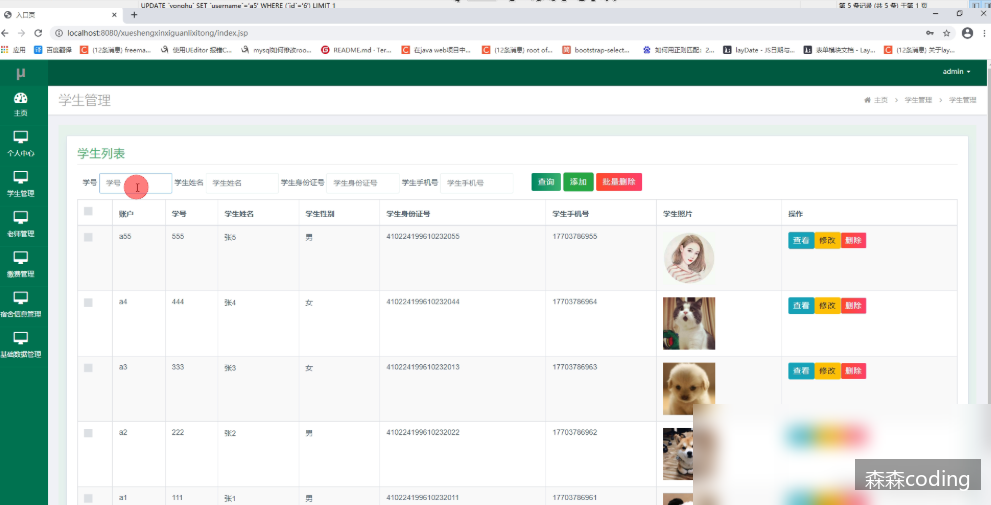 UPDATE `yonghu` SET `username`='a5' WHERE (`id`='6') LIMIT 1
第 5 条记录 (共 5 条) 于第 1 页
入口页
localhost:8080/xueshengxinxiguanlixitong/index.jsp
应用 百度翻译 (12条消息) freema... 使用UEditor 报错C... mysql如何修改roo... README.md · Ter... 在java web项目中... (12条消息) root of... bootstrap-select... 如何用正则匹配：2... layDate - JS日期与... 表单模块文档 - Lay... (12条消息) 关于lay...
μ
admin
主页
个人中心
学生管理
老师管理
缴费管理
宿舍信息管理
基础数据管理
学生管理
主页 > 学生管理 > 学生管理
学生列表
学号 学号 学生姓名 学生姓名 学生身份证号 学生身份证号 学生手机号 学生手机号 查询 添加 批量删除
账户 学号 学生姓名 学生性别 学生身份证号 学生手机号 学生照片 操作
a55 555 张5 男 410224199610232055 17703786955 查看 修改 删除
a4 444 张4 女 410224199610232044 17703786964 查看 修改 删除
a3 333 张3 女 410224199610232013 17703786963 查看 修改 删除
a2 222 张2 男 410224199610232022 17703786962
a1 111 张1 男 410224199610232011 17703786961
森森coding